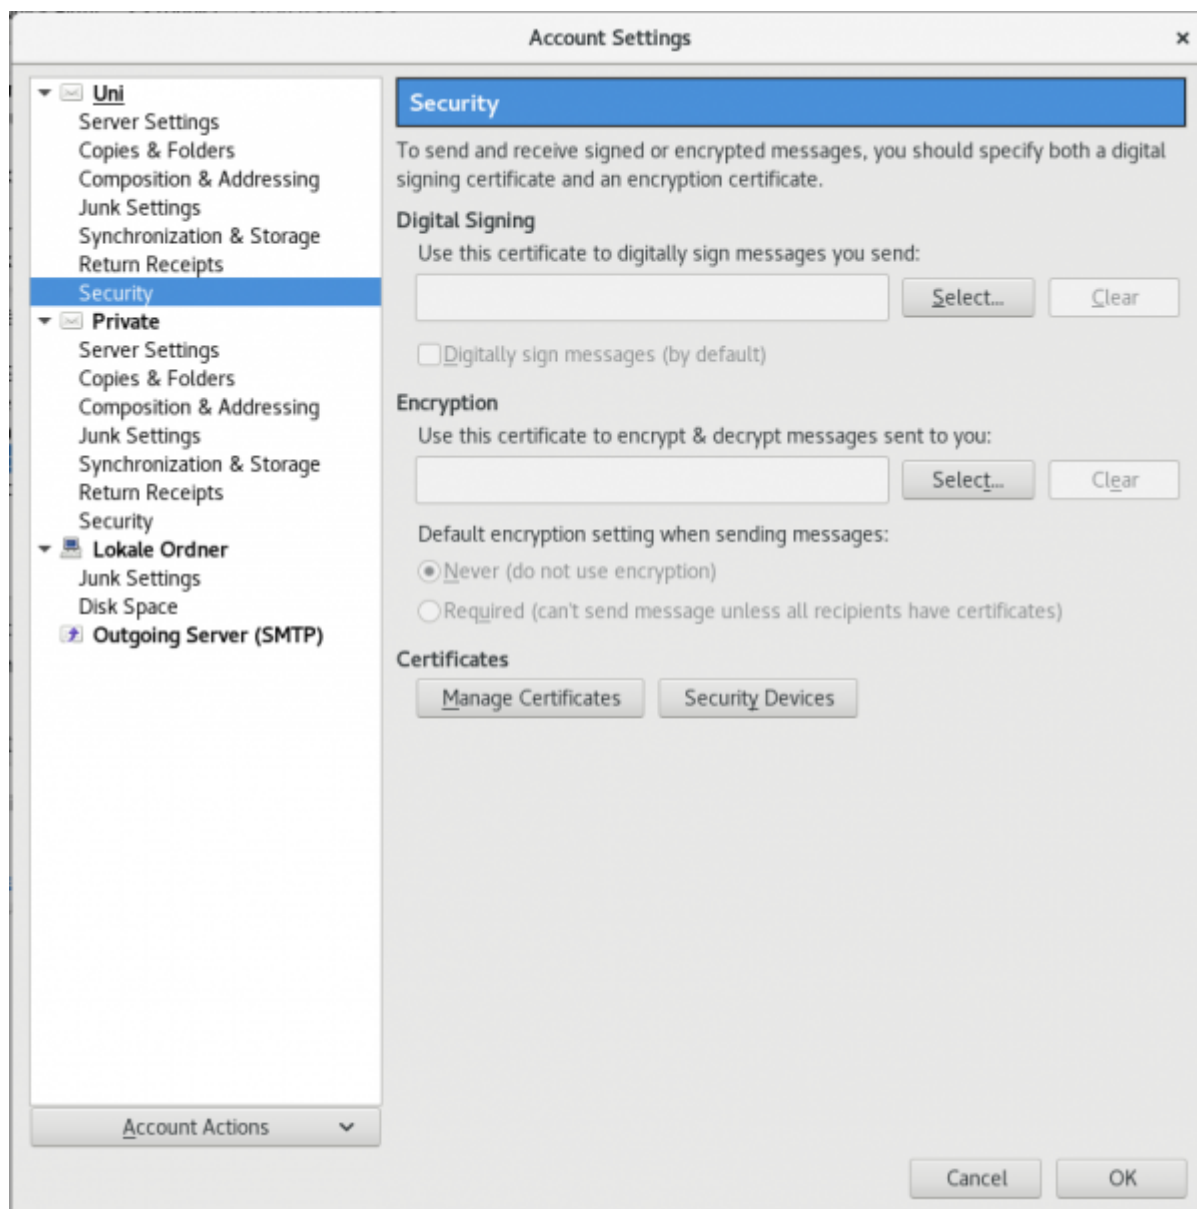 Account Settings
Uni
Server Settings
Copies & Folders
Composition & Addressing
Junk Settings
Synchronization & Storage
Return Receipts
Security
Private
Server Settings
Copies & Folders
Composition & Addressing
Junk Settings
Synchronization & Storage
Return Receipts
Security
Lokale Ordner
Junk Settings
Disk Space
Outgoing Server (SMTP)
Account Actions
Security
To send and receive signed or encrypted messages, you should specify both a digital
signing certificate and an encryption certificate.
Digital Signing
Use this certificate to digitally sign messages you send:
Select...
Clear
Digitally sign messages (by default)
Encryption
Use this certificate to encrypt & decrypt messages sent to you:
Select...
Clear
Default encryption setting when sending messages:
Never (do not use encryption)
Required (can't send message unless all recipients have certificates)
Certificates
Manage Certificates
Security Devices
Cancel
OK